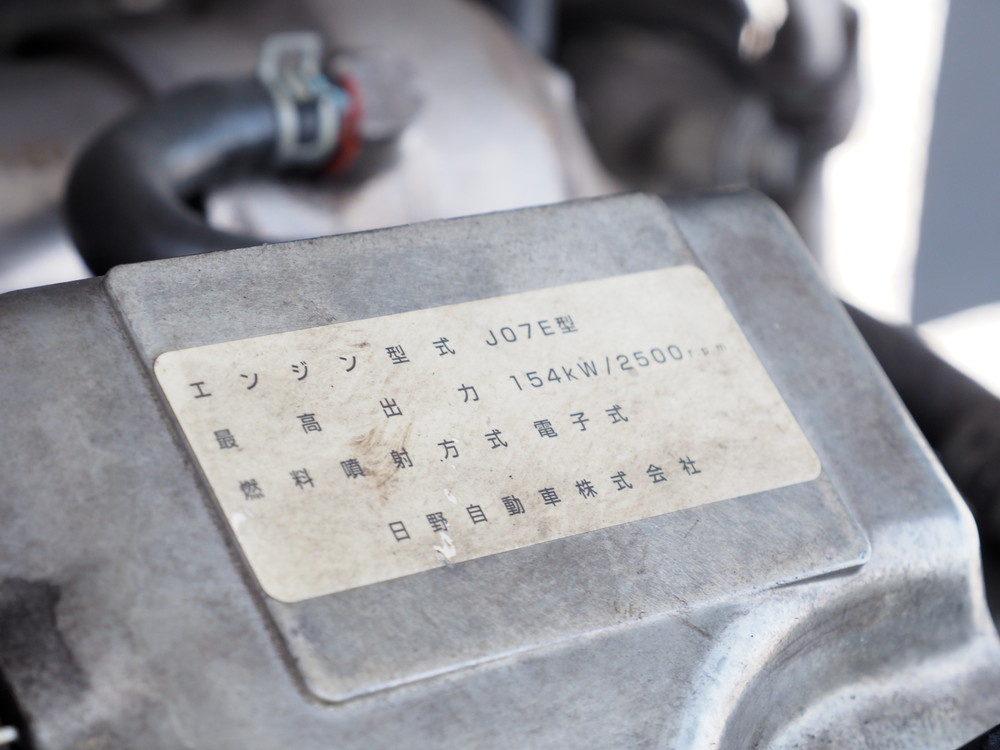 エンジン型式 J07E型
最高出力 154kW/2500rpm
燃料噴射方式 電子式
日野自動車株式会社